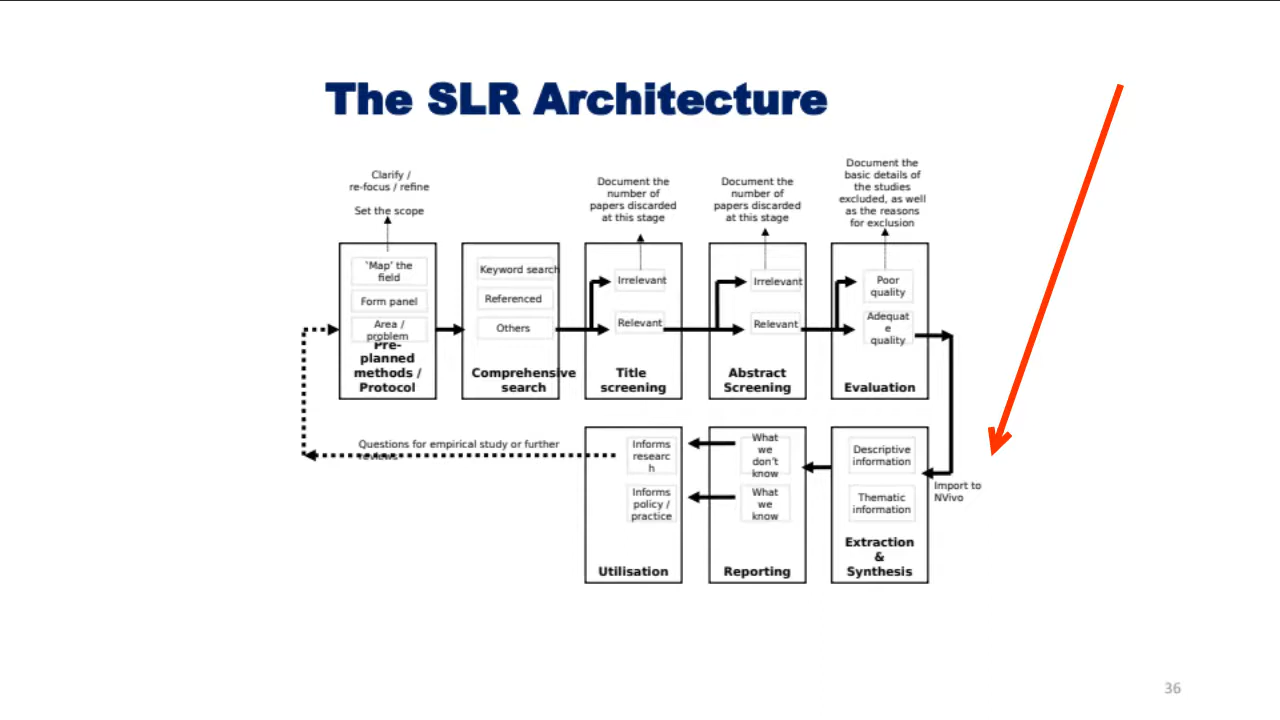 The SLR Architecture
Clarify /
re-focus / refine
Set the scope
Document the
number of
papers discarded
at this stage
Document the
number of
papers discarded
at this stage
Document the
basic details of
the studies
excluded, as well
as the reasons
for exclusion
‘Map’ the
field
Form panel
Area /
problem
Pre-
planned
methods /
Protocol
Keyword search
Referenced
Others
Comprehensive
search
Irrelevant
Relevant
Title
screening
Irrelevant
Relevant
Abstract
Screening
Poor
quality
Adequat
e
quality
Evaluation
Questions for empirical study or further
reviews
Informs
researc
h
Informs
policy /
practice
Utilisation
What
we
don’t
know
What
we
know
Reporting
Descriptive
information
Thematic
information
Extraction
&
Synthesis
Import to
NVivo
36